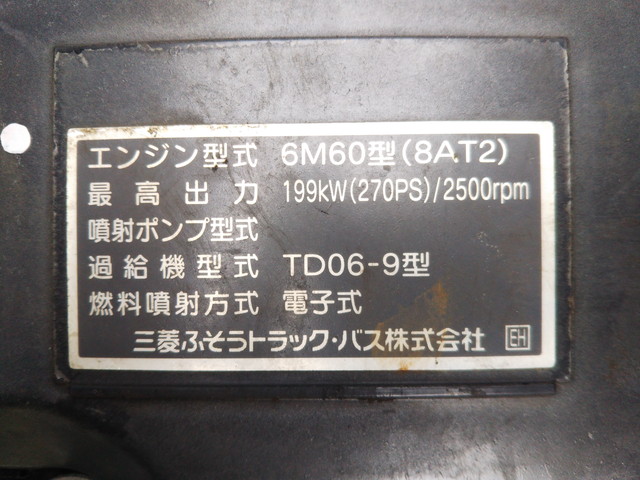 エンジン型式 6M60型(8AT2)
最高出力 199kW(270PS)/2500rpm
噴射ポンプ型式
過給機型式 TD06-9型
燃料噴射方式 電子式
三菱ふそうトラック・バス株式会社 EH